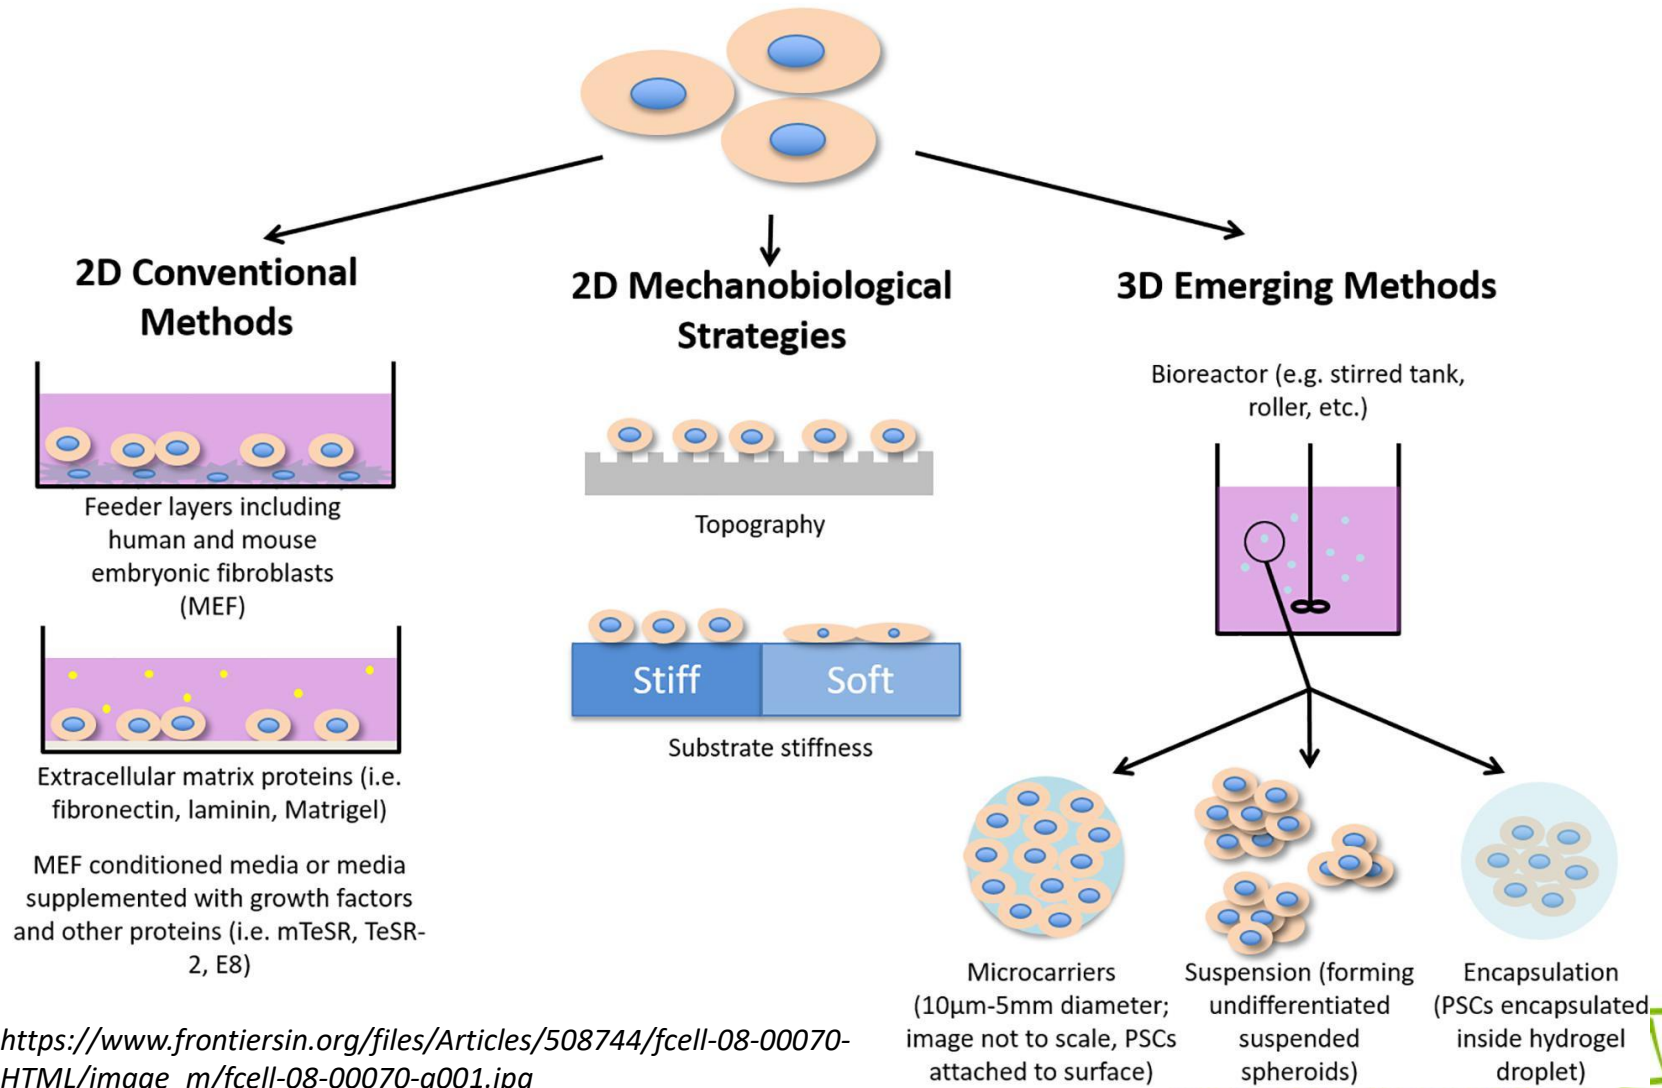 2D Conventional
Methods
Feeder layers including
human and mouse
embryonic fibroblasts
(MEF)
Extracellular matrix proteins (i.e.
fibronectin, laminin, Matrigel)
MEF conditioned media or media
supplemented with growth factors
and other proteins (i.e. mTeSR, TeSR-
2, E8)
2D Mechanobiological
Strategies
Topography
Stiff
Soft
Substrate stiffness
3D Emerging Methods
Bioreactor (e.g. stirred tank,
roller, etc.)
Microcarriers
(10μm-5mm diameter;
image not to scale, PSCs
attached to surface)
Suspension (forming
undifferentiated
suspended
spheroids)
Encapsulation
(PSCs encapsulated
inside hydrogel
droplet)
https://www.frontiersin.org/files/Articles/508744/fcell-08-00070-
HTML/image_m/fcell-08-00070-g001.jpg